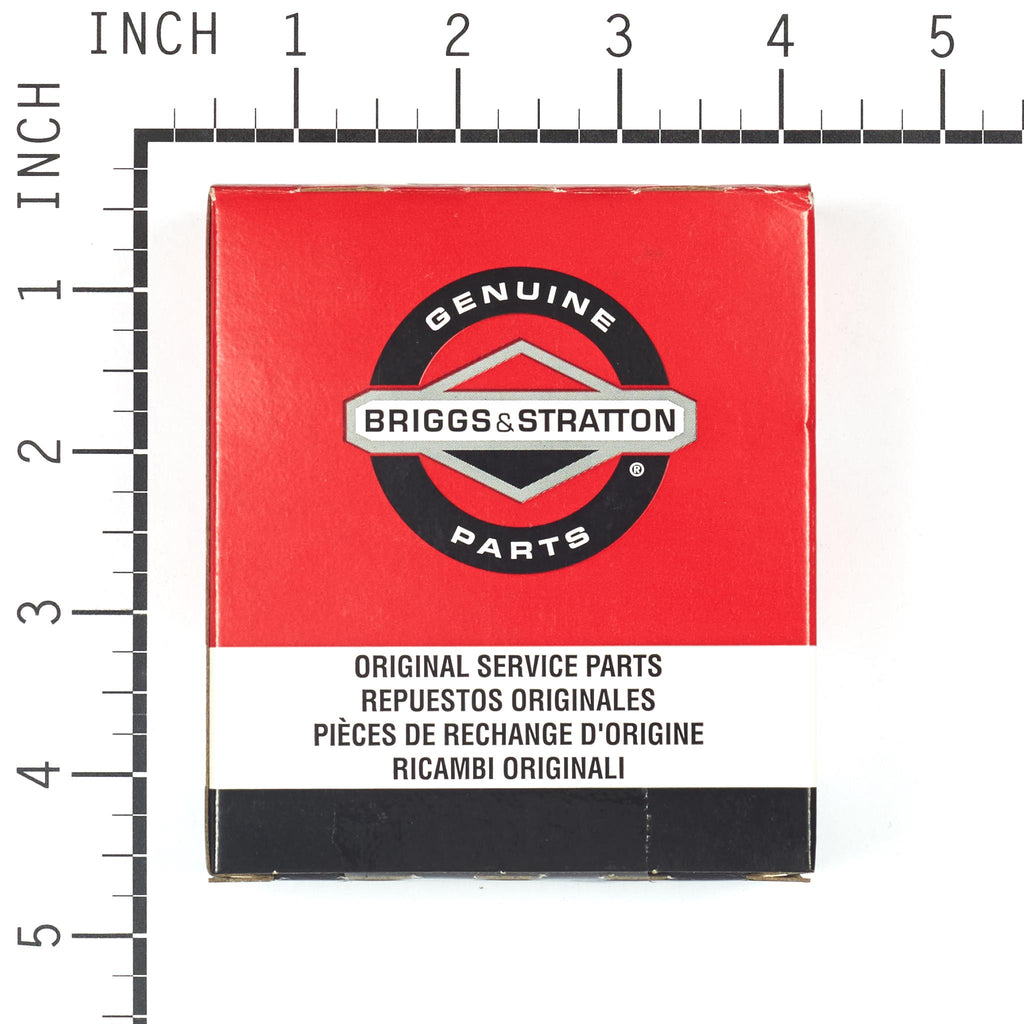 INCH 1 2 3 4 5
INCH
1
2
3
4
5
GENUINE
BRIGGS&STRATTON
®
PARTS
ORIGINAL SERVICE PARTS
REPUESTOS ORIGINALES
PIÈCES DE RECHANGE D'ORIGINE
RICAMBI ORIGINALI